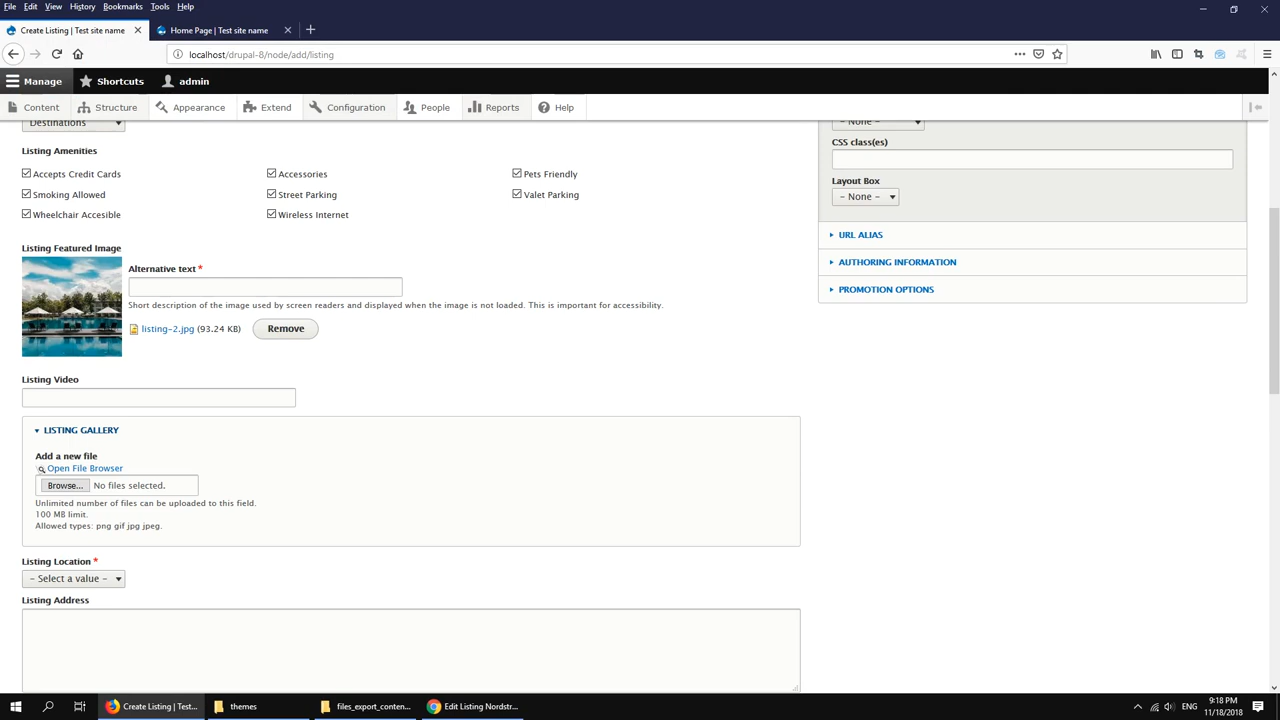 File Edit View History Bookmarks Tools Help
Create Listing | Test site name
Home Page | Test site name
localhost/drupal-8/node/add/listing
Manage Shortcuts admin
Content Structure Appearance Extend Configuration People Reports Help
Destinations
- None -
CSS class(es)
Layout Box
- None -
URL ALIAS
AUTHORING INFORMATION
PROMOTION OPTIONS
Listing Amenities
Accepts Credit Cards Accessories Pets Friendly
Smoking Allowed Street Parking Valet Parking
Wheelchair Accesible Wireless Internet
Listing Featured Image
Alternative text *
Short description of the image used by screen readers and displayed when the image is not loaded. This is important for accessibility.
listing-2.jpg (93.24 KB) Remove
Listing Video
LISTING GALLERY
Add a new file
Open File Browser
Browse... No files selected.
Unlimited number of files can be uploaded to this field.
100 MB limit.
Allowed types: png gif jpg jpeg.
Listing Location *
- Select a value -
Listing Address
Create Listing | Test... themes files_export_conten... Edit Listing Nordstr... ENG 9:18 PM
11/18/2018